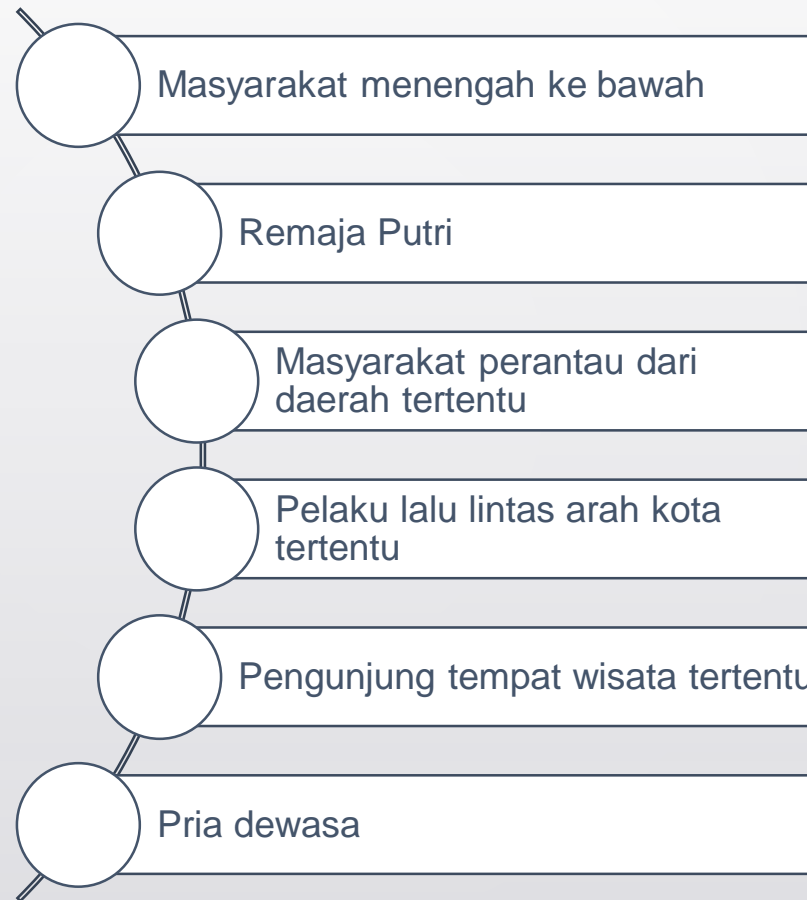 Masyarakat menengah ke bawah
Remaja Putri
Masyarakat perantau dari
daerah tertentu
Pelaku lalu lintas arah kota
tertentu
Pengunjung tempat wisata tertentu
Pria dewasa